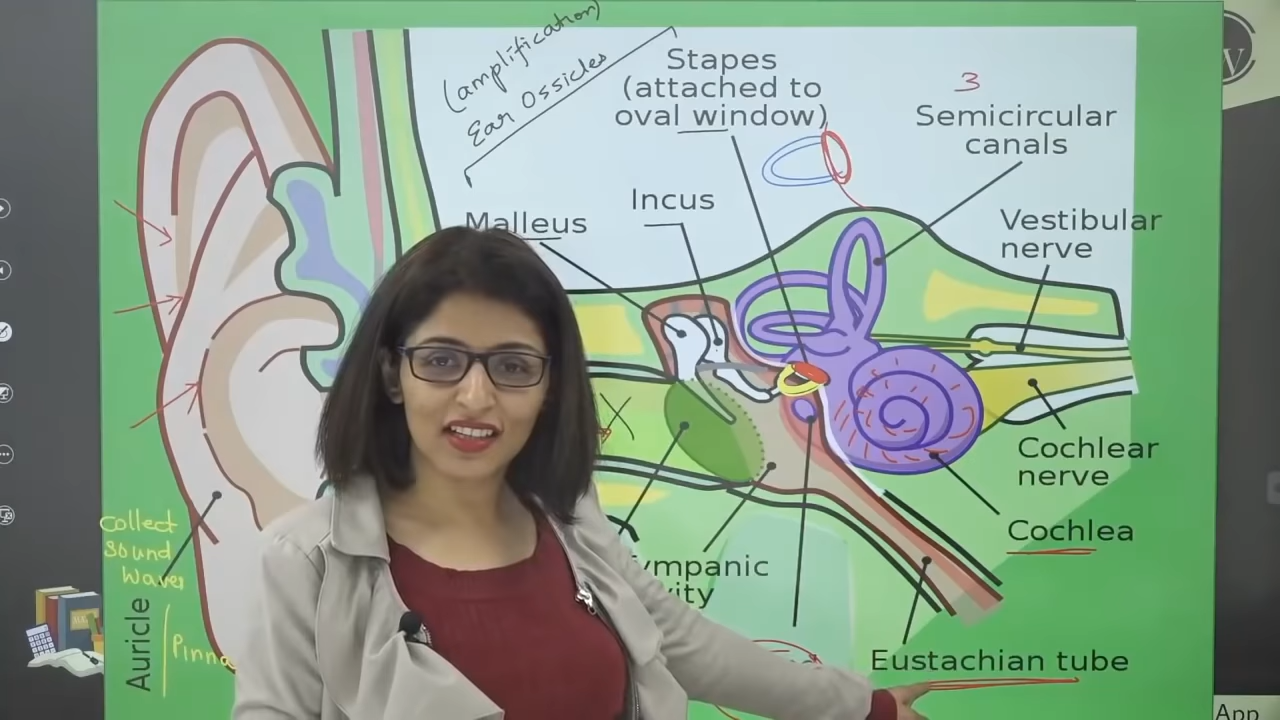 (amplification)
Ear Ossicles
Stapes
(attached to
oval window)
3
Semicircular
canals
Malleus
Incus
Vestibular
nerve
Cochlear
nerve
Cochlea
Collect
sound
Waves
Auricle
Pinna
Eustachian tube
App